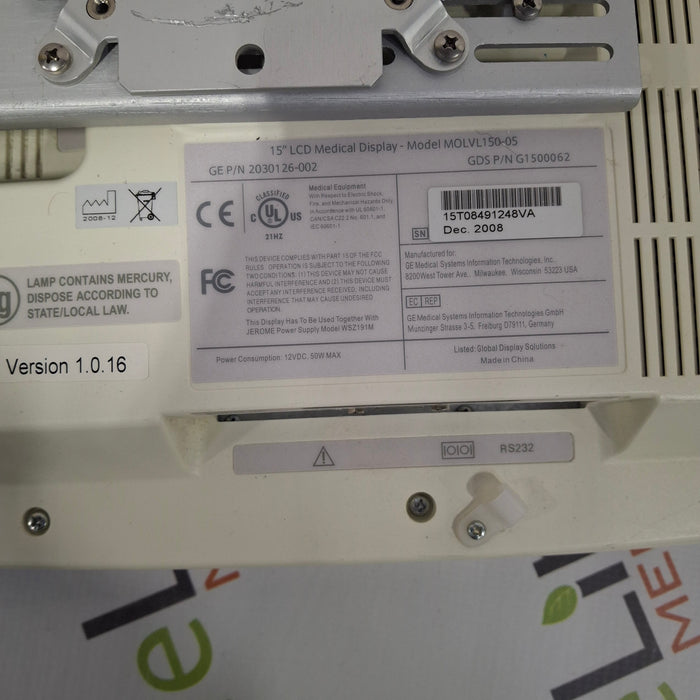 15" LCD Medical Display - Model MOLVL150-05
GE P/N 2030126-002
GDS P/N G1500062
2008-12
CE
CLASSIFIED
C UL US
21HZ
Medical Equipment
With Respect to Electric Shock,
Fire, and Mechanical Hazards Only
In Accordance with UL 60601-1,
CAN/CSA C22.2 No. 601.1, and
IEC 60601-1
15T08491248VA
SN Dec. 2008
FC
THIS DEVICE COMPLIES WITH PART 15 OF THE FCC
RULES. OPERATION IS SUBJECT TO THE FOLLOWING
TWO CONDITIONS: (1) THIS DEVICE MAY NOT CAUSE
HARMFUL INTERFERENCE AND (2) THIS DEVICE MUST
ACCEPT ANY INTERFERENCE RECEIVED, INCLUDING
INTERFERENCE THAT MAY CAUSE UNDESIRED
OPERATION.
This Display Has To Be Used Together With
JEROME Power Supply Model WSZ191M
Manufactured for:
GE Medical Systems Information Technologies, Inc.
8200 West Tower Ave., Milwaukee, Wisconsin 53223 USA
EC REP
GE Medical Systems Information Technologies GmbH
Munzinger Strasse 3-5, Freiburg D79111, Germany
Power Consumption: 12VDC, 50W MAX
Listed: Global Display Solutions
Made in China
g
LAMP CONTAINS MERCURY,
DISPOSE ACCORDING TO
STATE/LOCAL LAW.
Version 1.0.16
|O|O| RS232
eL
M
Li
ME